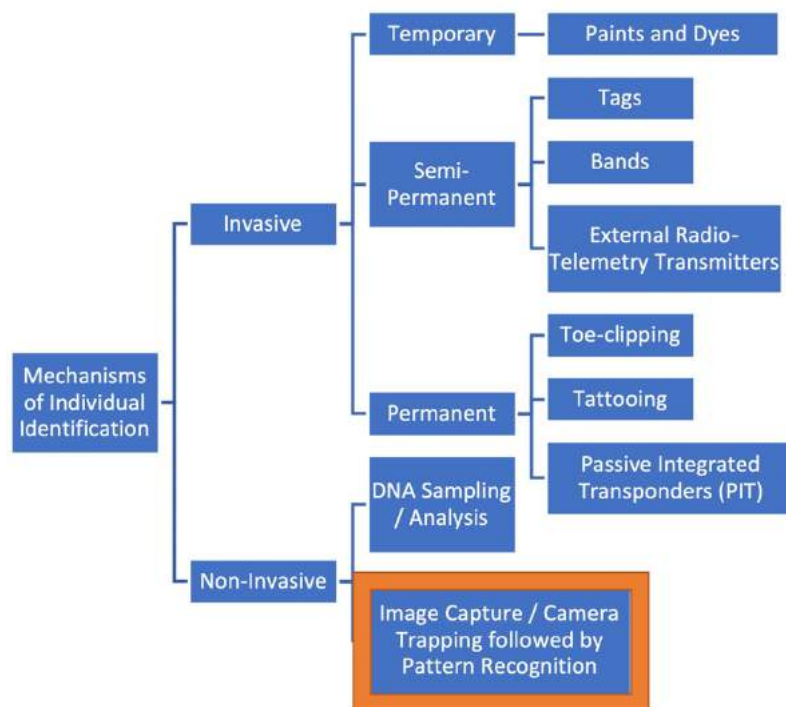 Temporary
Paints and Dyes
Tags
Semi-
Permanent
Bands
Invasive
External Radio-
Telemetry Transmitters
Toe-clipping
Mechanisms
of Individual
Identification
Tattooing
Permanent
Passive Integrated
Transponders (PIT)
DNA Sampling
/ Analysis
Non-Invasive
Image Capture / Camera
Trapping followed by
Pattern Recognition